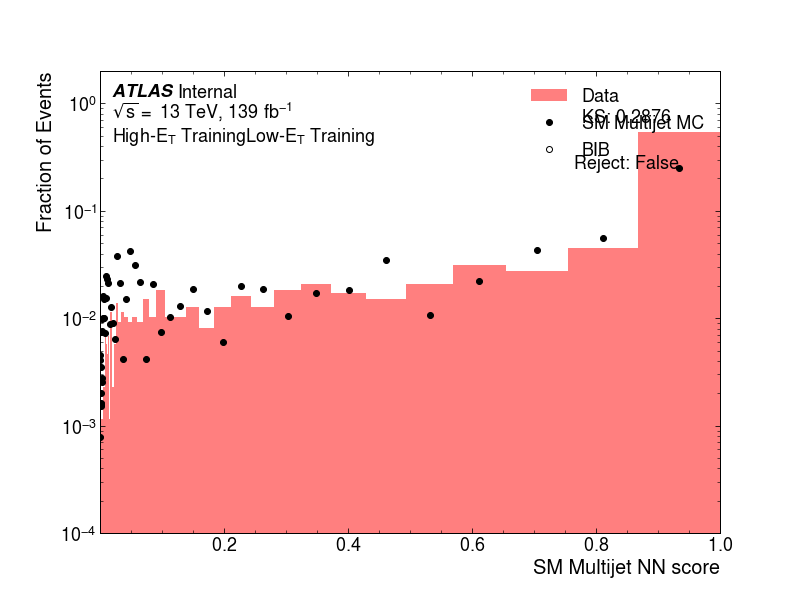 ATLAS Internal
√s = 13 TeV, 139 fb⁻¹
High-E_T TrainingLow-E_T Training
Data
KS: 0.2876
SM Multijet MC
BIB
Reject: False
Fraction of Events
10⁰
10⁻¹
10⁻²
10⁻³
10⁻⁴
0.2 0.4 0.6 0.8 1.0
SM Multijet NN score